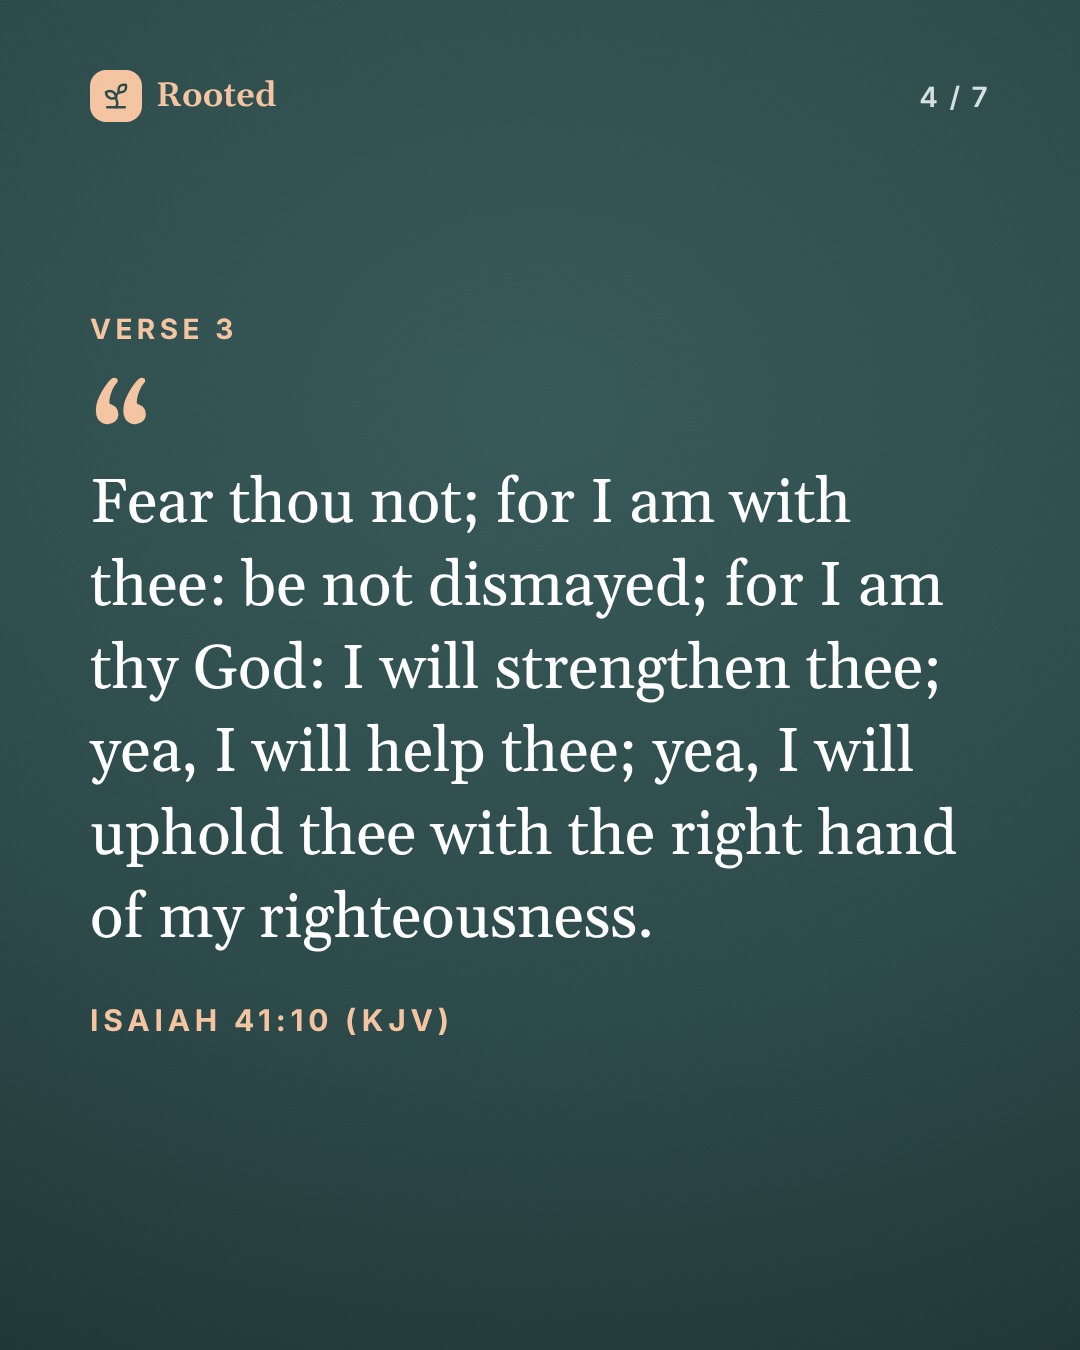 Rooted
4 / 7
VERSE 3
“
Fear thou not; for I am with
thee: be not dismayed; for I am
thy God: I will strengthen thee;
yea, I will help thee; yea, I will
uphold thee with the right hand
of my righteousness.
ISAIAH 41:10 (KJV)